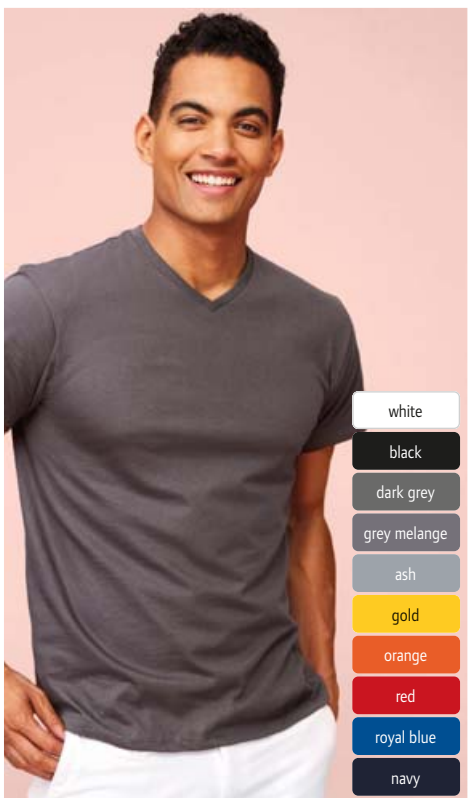 white
black
dark grey
grey melange
ash
gold
orange
red
royal blue
navy